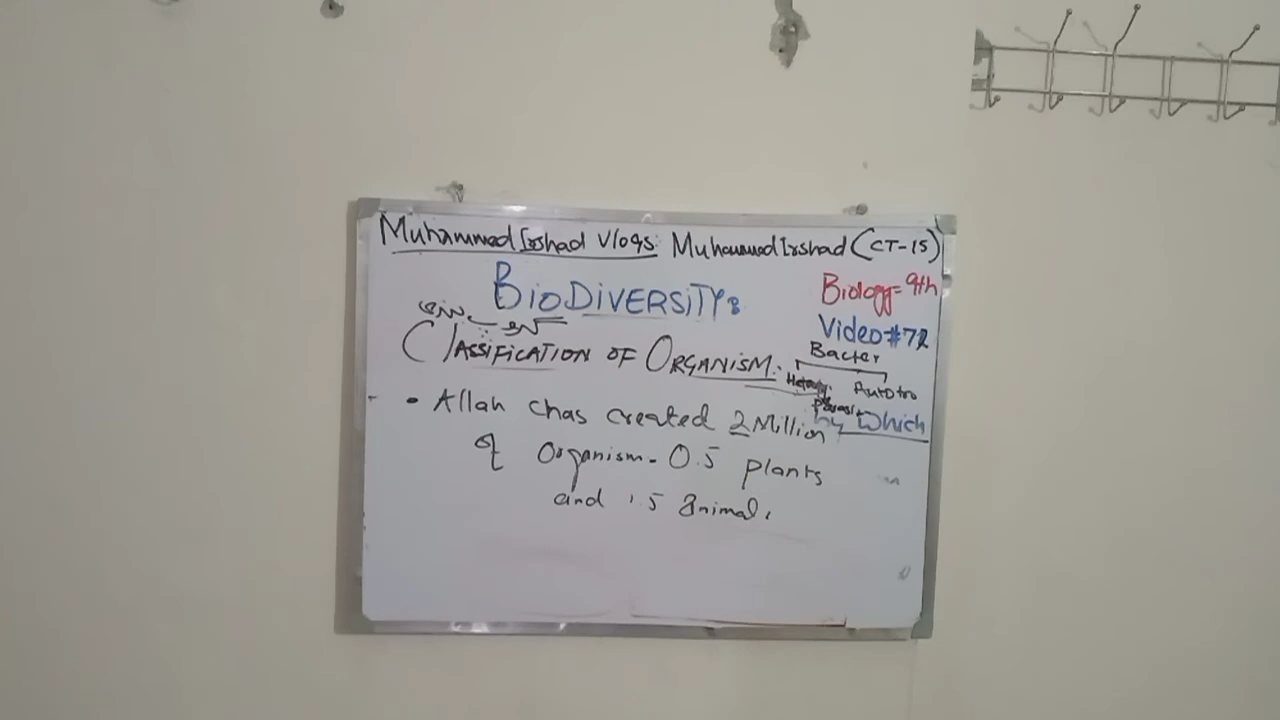 Muhammad Irshad Vlogs. Muhammad Irshad (CT-15)
BioDiVERSiTY:
Biology=9th
Video#72
CLASSIFICATION OF ORGANISM:
Bacter
Autotro
• Allah has created 2 Million
by which
of Organism- 0.5 plants
and 1.5 animal.